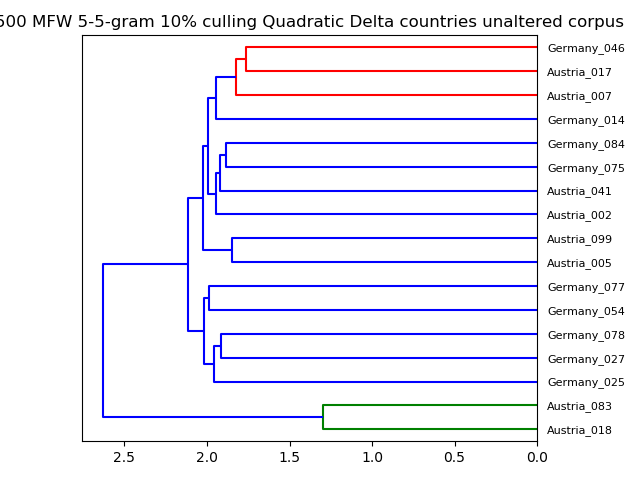 500 MFW 5-5-gram 10% culling Quadratic Delta countries unaltered corpus
Germany_046
Austria_017
Austria_007
Germany_014
Germany_084
Germany_075
Austria_041
Austria_002
Austria_099
Austria_005
Germany_077
Germany_054
Germany_078
Germany_027
Germany_025
Austria_083
Austria_018
2.5 2.0 1.5 1.0 0.5 0.0